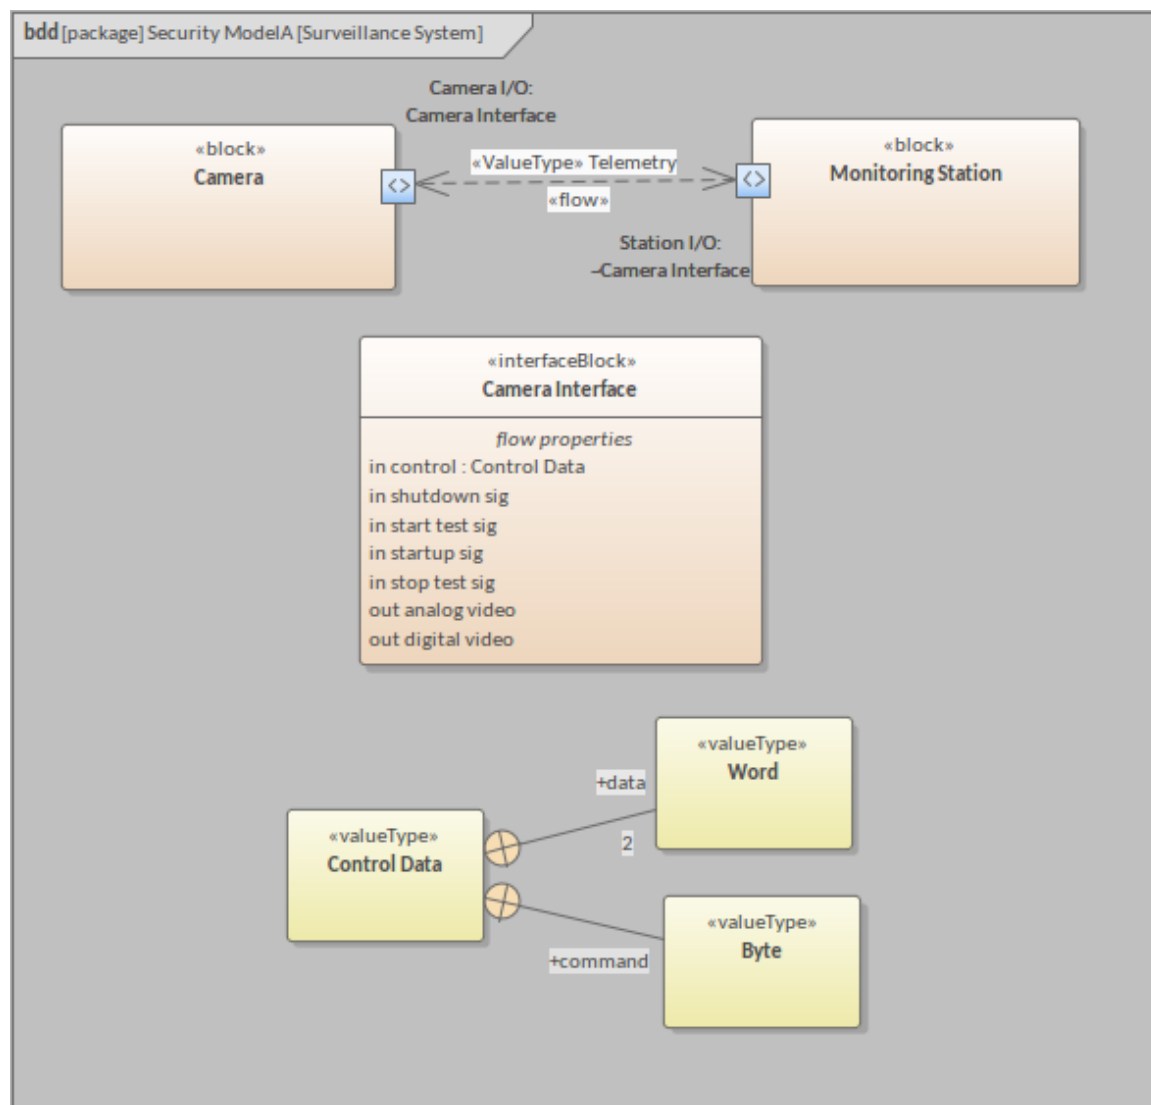 bdd [package] Security ModelA [Surveillance System]
Camera I/O:
Camera Interface
«block»
Camera
«ValueType» Telemetry
«flow»
«block»
Monitoring Station
Station I/O:
~Camera Interface
«interfaceBlock»
Camera Interface
flow properties
in control : Control Data
in shutdown sig
in start test sig
in startup sig
in stop test sig
out analog video
out digital video
«valueType»
Word
+data
2
«valueType»
Control Data
«valueType»
Byte
+command